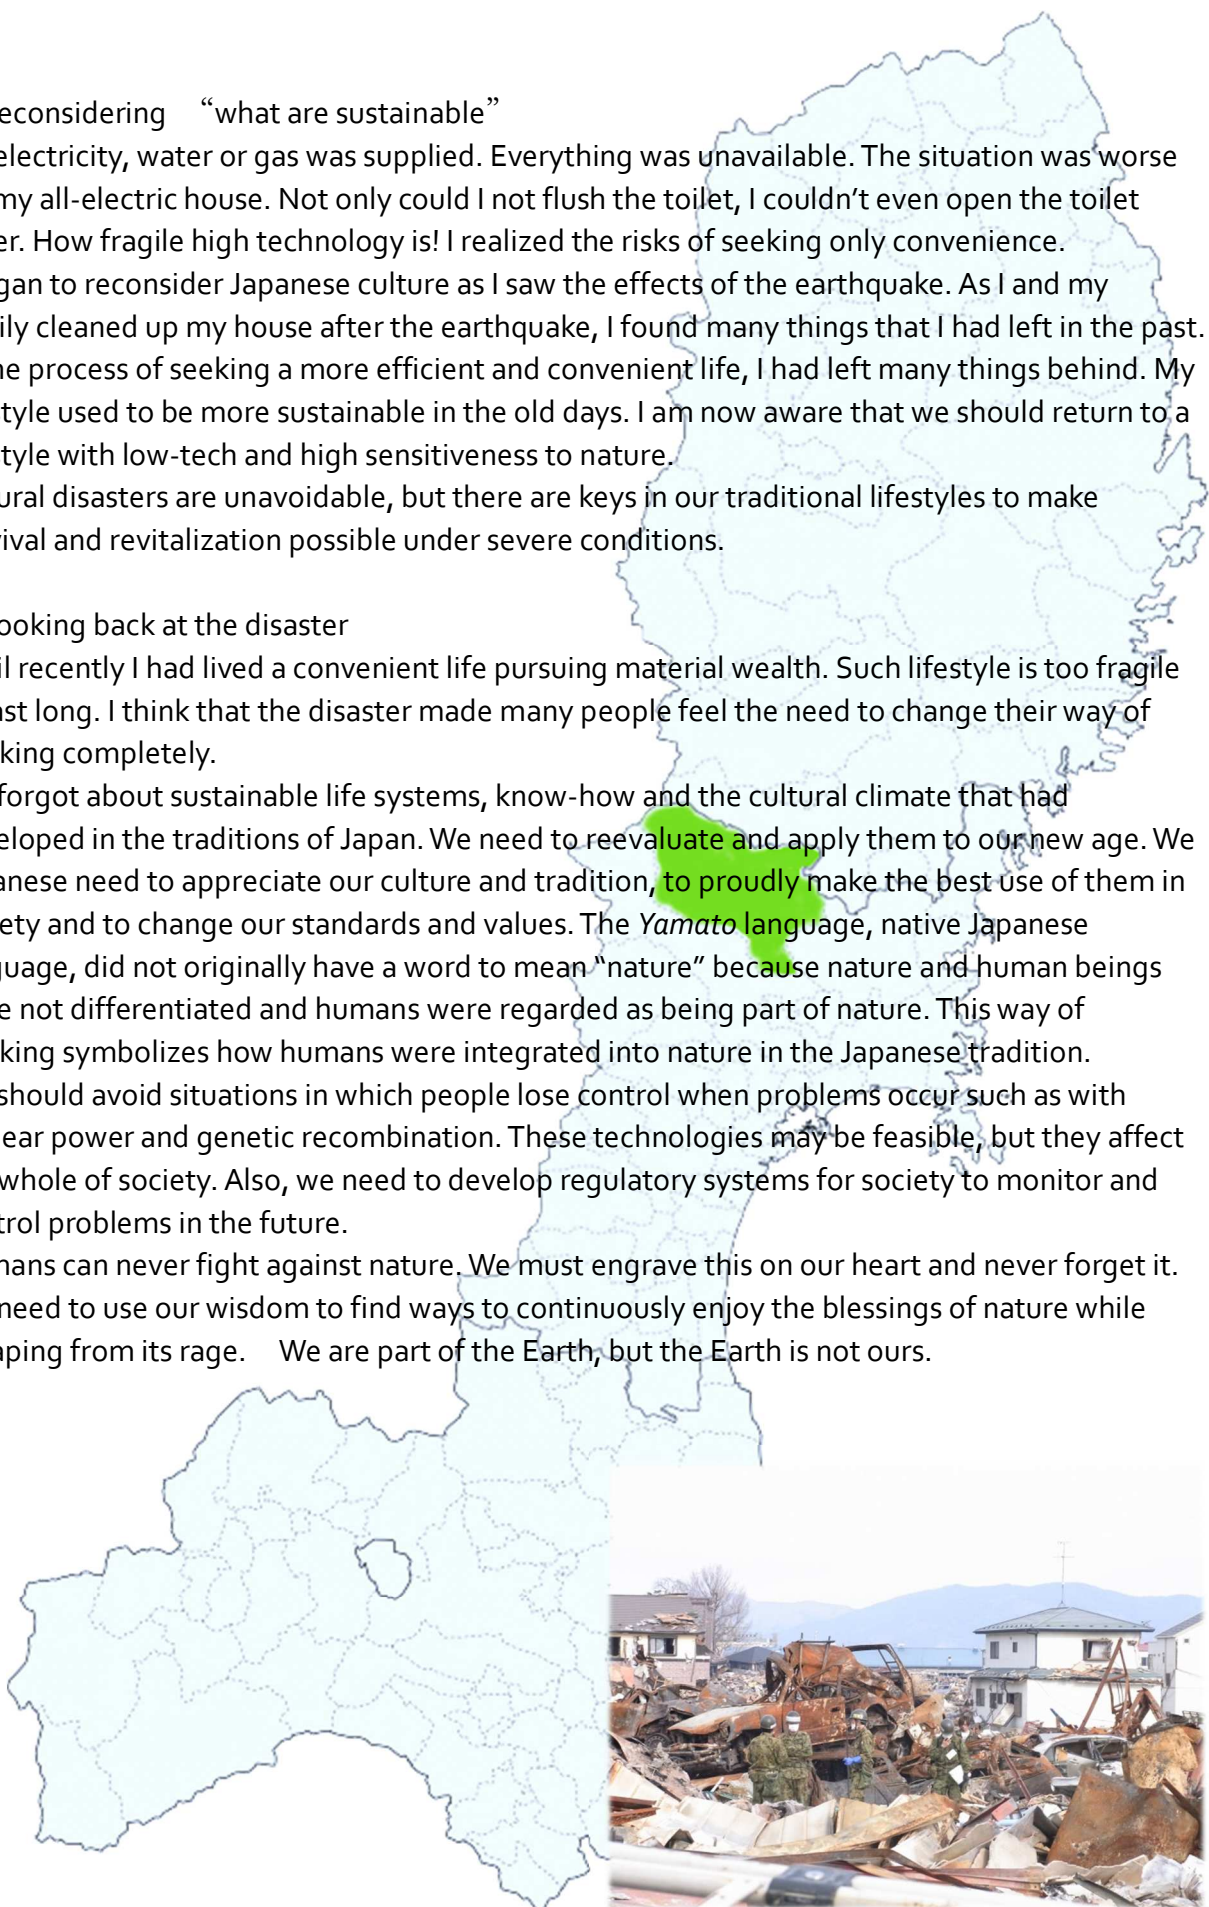 econsidering “what are sustainable”
electricity, water or gas was supplied. Everything was unavailable. The situation was worse
my all-electric house. Not only could I not flush the toilet, I couldn’t even open the toilet
er. How fragile high technology is! I realized the risks of seeking only convenience.
gan to reconsider Japanese culture as I saw the effects of the earthquake. As I and my
ily cleaned up my house after the earthquake, I found many things that I had left in the past.
he process of seeking a more efficient and convenient life, I had left many things behind. My
style used to be more sustainable in the old days. I am now aware that we should return to a
style with low-tech and high sensitiveness to nature.
ural disasters are unavoidable, but there are keys in our traditional lifestyles to make
vival and revitalization possible under severe conditions.
ooking back at the disaster
il recently I had lived a convenient life pursuing material wealth. Such lifestyle is too fragile
ast long. I think that the disaster made many people feel the need to change their way of
king completely.
forgot about sustainable life systems, know-how and the cultural climate that had
eloped in the traditions of Japan. We need to reevaluate and apply them to our new age. We
anese need to appreciate our culture and tradition, to proudly make the best use of them in
iety and to change our standards and values. The Yamato language, native Japanese
guage, did not originally have a word to mean “nature” because nature and human beings
e not differentiated and humans were regarded as being part of nature. This way of
king symbolizes how humans were integrated into nature in the Japanese tradition.
should avoid situations in which people lose control when problems occur such as with
lear power and genetic recombination. These technologies may be feasible, but they affect
whole of society. Also, we need to develop regulatory systems for society to monitor and
trol problems in the future.
mans can never fight against nature. We must engrave this on our heart and never forget it.
need to use our wisdom to find ways to continuously enjoy the blessings of nature while
aping from its rage. We are part of the Earth, but the Earth is not ours.